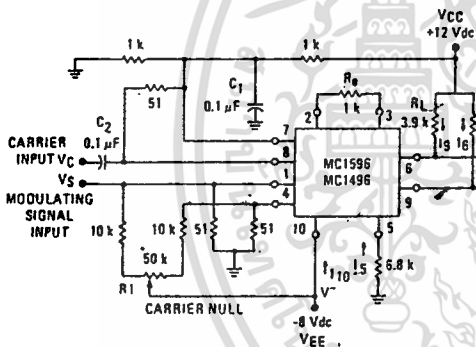 VCC
+12 Vdc
1 k
1 k
Re
1 k
C1
0.1 µF
51
C2
0.1 µF
RL
3.9 k
I9
I6
2
3
7
8
1
4
10
5
6
9
CARRIER
INPUT VC
VS
MODULATING
SIGNAL
INPUT
MC1596
MC1496
10 k
10 k
51
51
50 k
R1
CARRIER NULL
I10
I5
6.8 k
V-
-8 Vdc
VEE